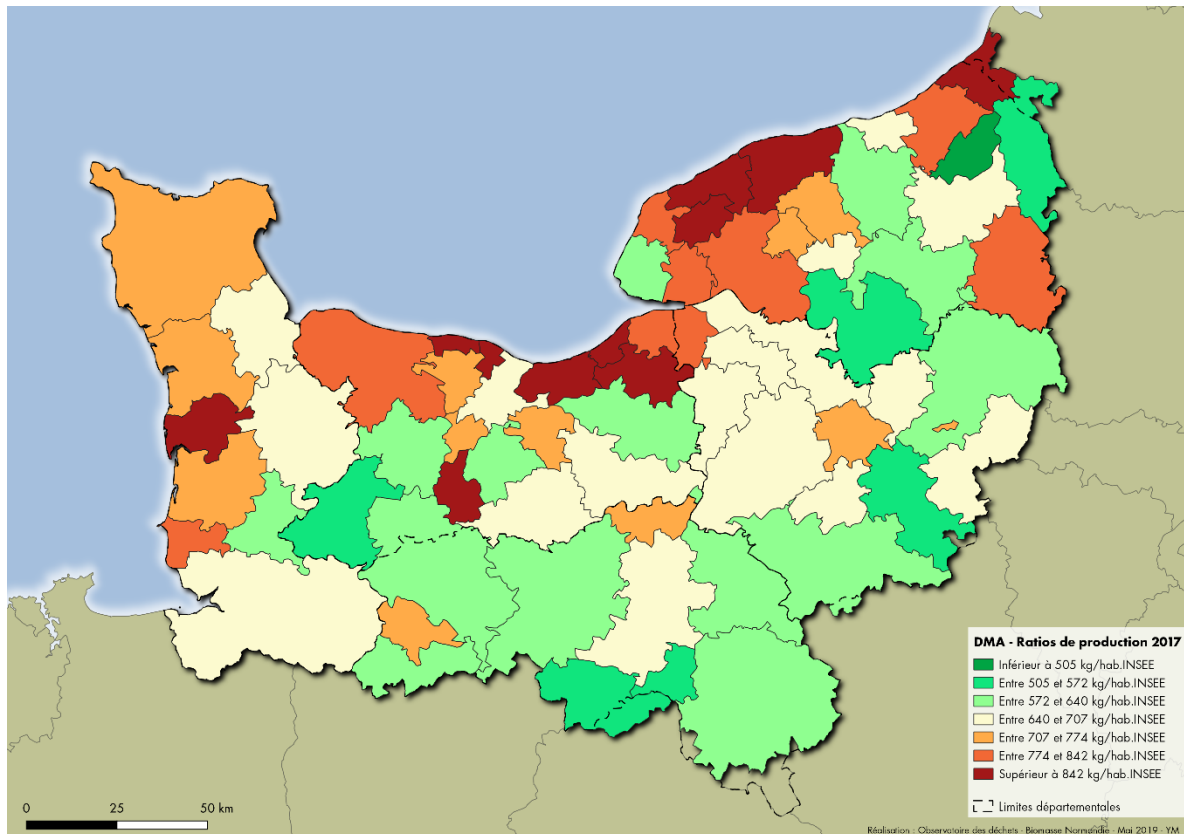 DMA - Ratios de production 2017
Inférieur à 505 kg/hab.INSEE
Entre 505 et 572 kg/hab.INSEE
Entre 572 et 640 kg/hab.INSEE
Entre 640 et 707 kg/hab.INSEE
Entre 707 et 774 kg/hab.INSEE
Entre 774 et 842 kg/hab.INSEE
Supérieur à 842 kg/hab.INSEE
Limites départementales
0 25 50 km
Réalisation : Observatoire des déchets - Biomasse Normandie - Mai 2019 - YM